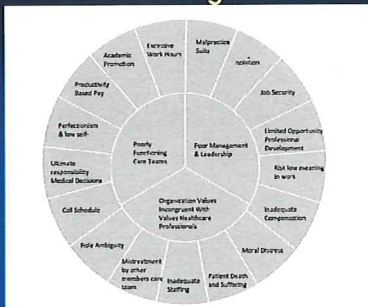 Excessive
Work Hours
Malpractice
Suits
Isolation
Job Security
Limited Opportunity
Professional
Development
Risk low meaning
in work
Inadequate
Compensation
Moral Distress
Patient Death
and Suffering
Inadequate
Staffing
Mistreatment
by other
members care
team
Role Ambiguity
Call Schedule
Ultimate
responsibility
Medical Decisions
Perfectionism
& low self-
Productivity
Based Pay
Academic
Promotion
Poorly
Functioning
Care Teams
Poor Management
& Leadership
Organization Values
Incongruent With
Values Healthcare
Professionals